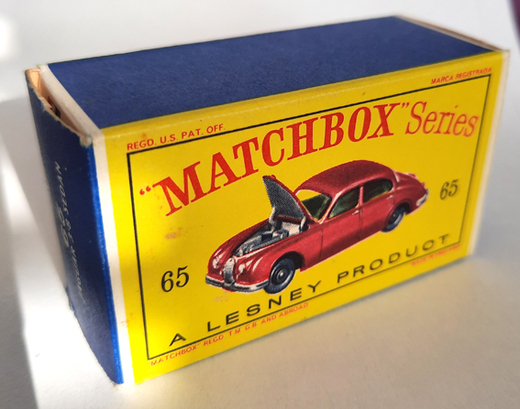 REGD. U.S. PAT. OFF.
MARCA REGISTRADA
"MATCHBOX" Series
65
65
A LESNEY PRODUCT
"MATCHBOX" REGD. T.M. G.B. AND ABROAD